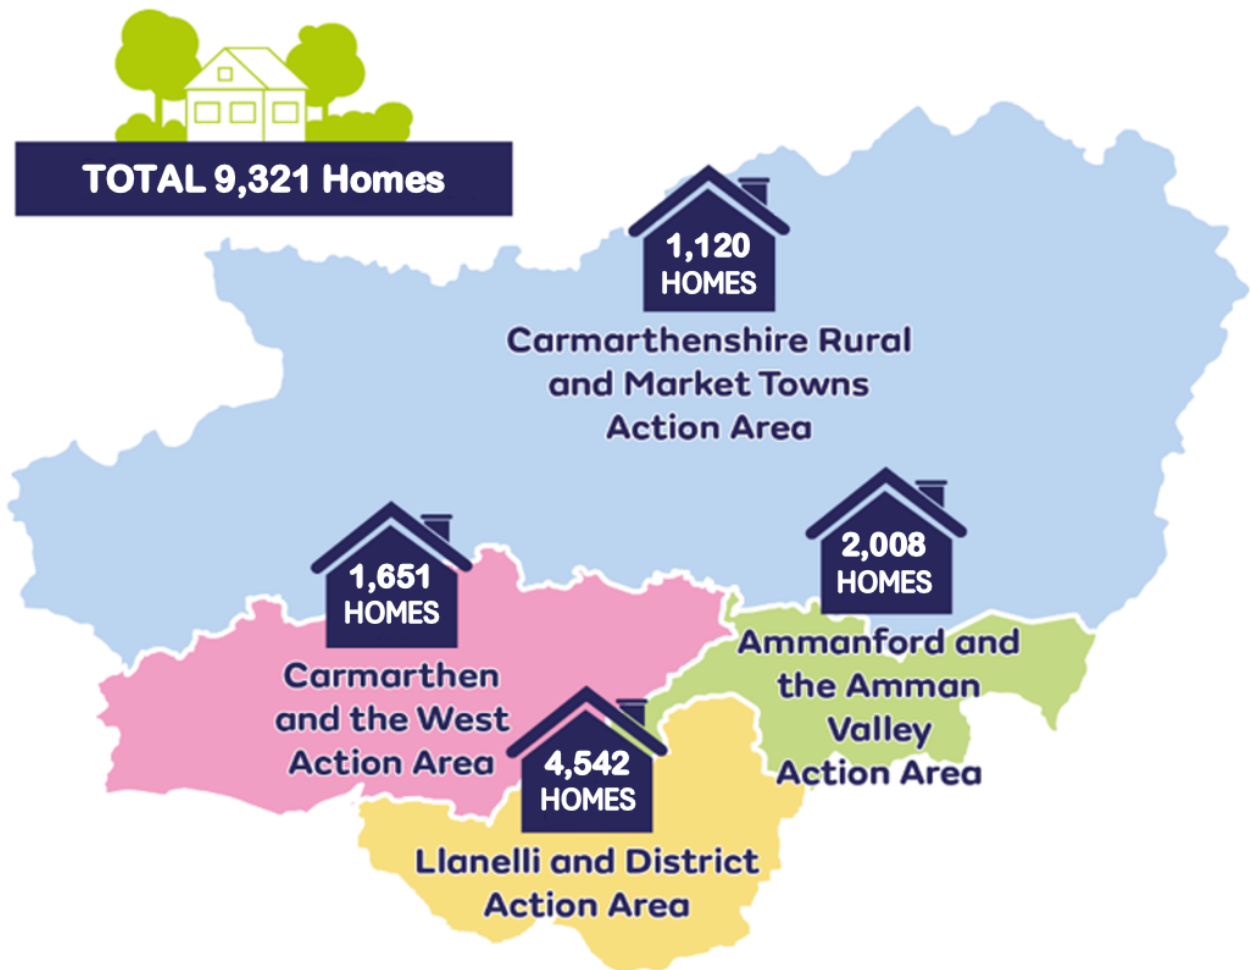 TOTAL 9,321 Homes
1,120
HOMES
Carmarthenshire Rural
and Market Towns
Action Area
1,651
HOMES
Carmarthen
and the West
Action Area
2,008
HOMES
Ammanford and
the Amman
Valley
Action Area
4,542
HOMES
Llanelli and District
Action Area